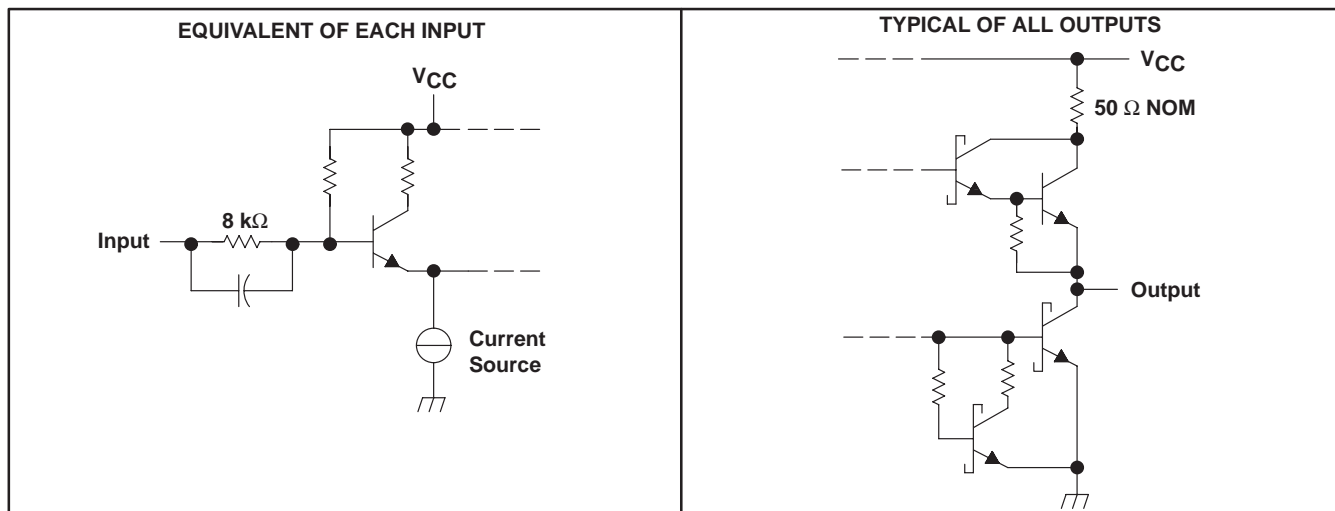 EQUIVALENT OF EACH INPUT
VCC
8 kΩ
Input
Current
Source
TYPICAL OF ALL OUTPUTS
VCC
50 Ω NOM
Output